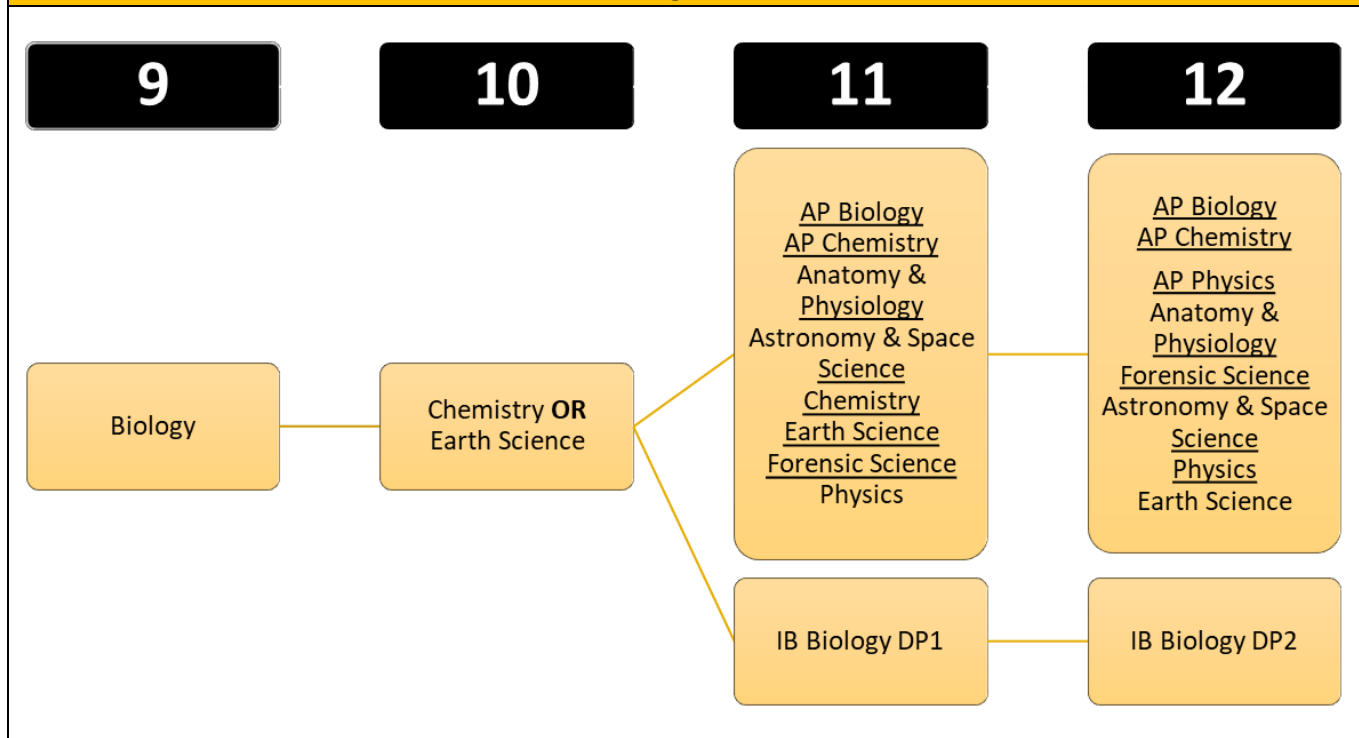 9
10
11
12
Biology
Chemistry OR
Earth Science
AP Biology
AP Chemistry
Anatomy &
Physiology
Astronomy & Space
Science
Chemistry
Earth Science
Forensic Science
Physics
IB Biology DP1
AP Biology
AP Chemistry
AP Physics
Anatomy &
Physiology
Forensic Science
Astronomy & Space
Science
Physics
Earth Science
IB Biology DP2